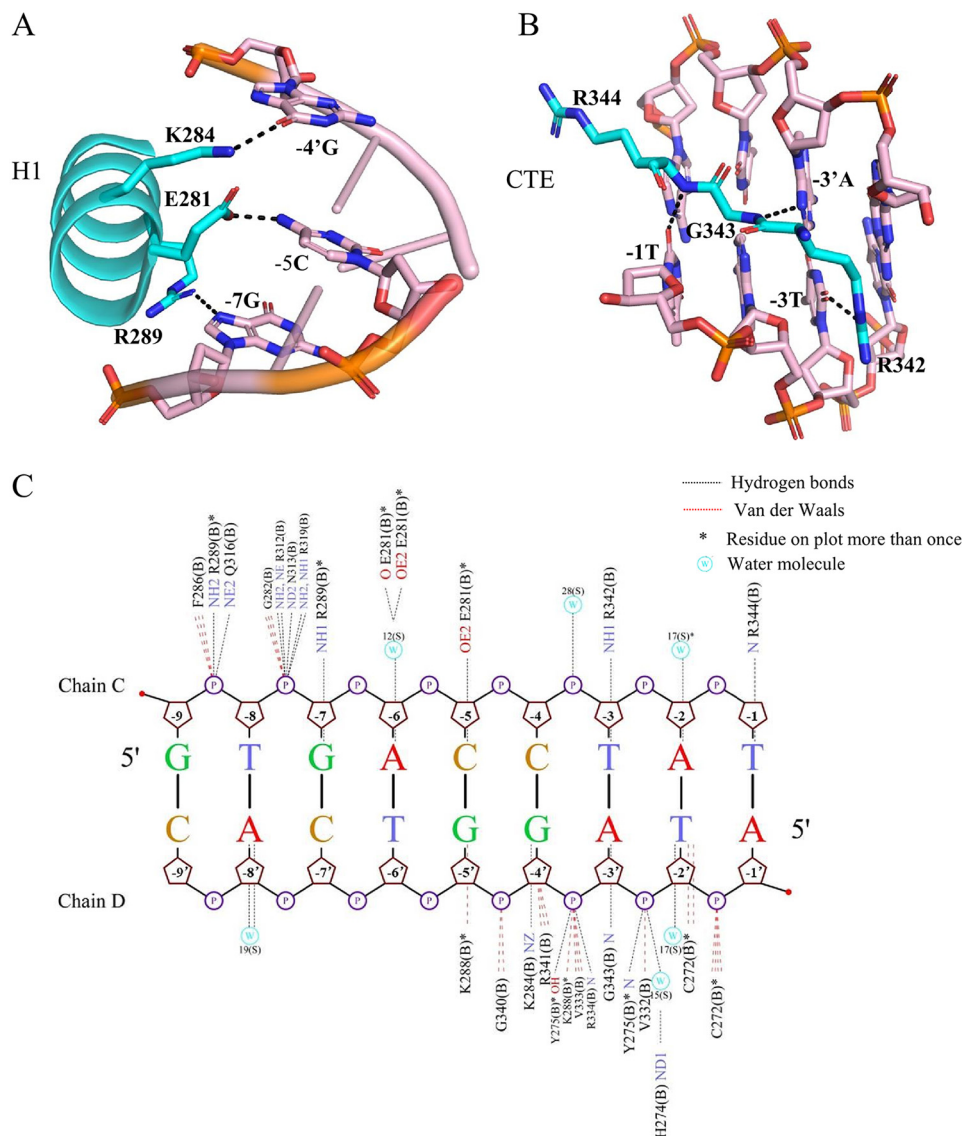 A
B
K284
-4'G
H1
E281
-5C
-7G
R289
R344
CTE
-3'A
G343
-1T
-3T
R342
C
Hydrogen bonds
Van der Waals
* Residue on plot more than once
W Water molecule
F286(B)
NH2 R289(B)*
NE2 Q316(B)
G282(B)
NH2, NE R312(B)
ND2 N313(B)
NH2, NH1 R319(B)
NH1 R289(B)*
O E281(B)*
OE2 E281(B)*
12(S)
W
OE2 E281(B)*
28(S)
W
NH1 R342(B)
17(S)*
W
N R344(B)
Chain C
P P P P P P P P
-9 -8 -7 -6 -5 -4 -3 -2 -1
5' G T G A C C T A T
C A C T G G A T A 5'
-9' -8' -7' -6' -5' -4' -3' -2' -1'
Chain D
P P P P P P P P
W
19(S)
K288(B)*
G340(B)
K284(B) NZ
R341(B)
Y275(B)* OH
K288(B)*
V333(B)
R334(B) N
G343(B) N
Y275(B)* N
V332(B)
W
15(S)
H274(B) ND1
W
17(S)*
C272(B)*
C272(B)*